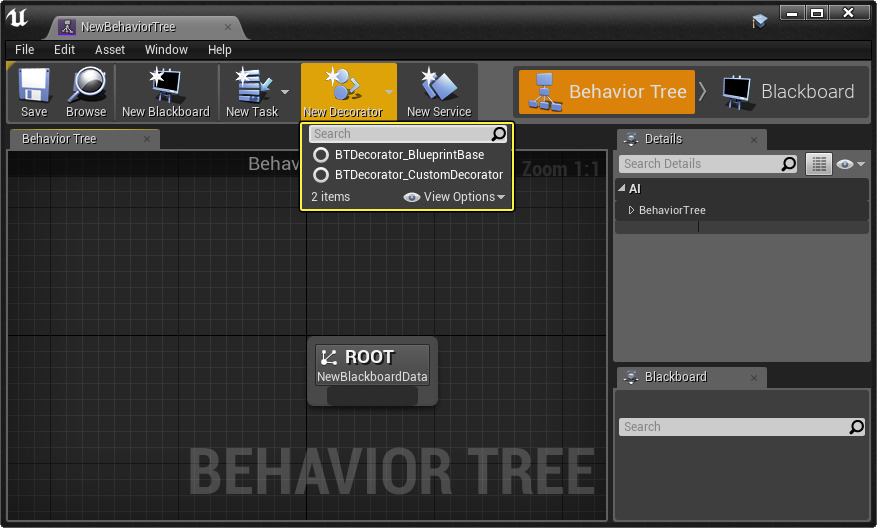 NewBehaviorTree
File Edit Asset Window Help
Save Browse New Blackboard New Task New Decorator New Service Behavior Tree Blackboard
Behavior Tree
Search
BTDecorator_BlueprintBase
BTDecorator_CustomDecorator
2 items View Options
Zoom 1:1
ROOT
NewBlackboardData
BEHAVIOR TREE
Details
Search Details
AI
BehaviorTree
Blackboard
Search